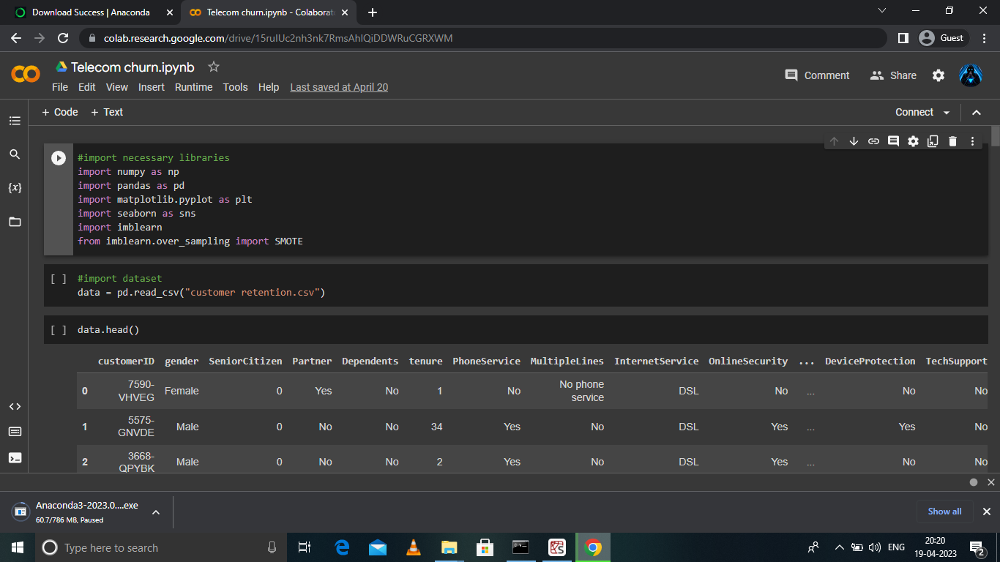 Download Success | Anaconda
Telecom churn.ipynb - Colaborat
colab.research.google.com/drive/15rulUc2nh3nk7RmsAhlQiDDWRuCGRXWM
Guest
Telecom churn.ipynb
File Edit View Insert Runtime Tools Help Last saved at April 20
Comment Share
+ Code + Text
Connect
#import necessary libraries
import numpy as np
import pandas as pd
import matplotlib.pyplot as plt
import seaborn as sns
import imblearn
from imblearn.over_sampling import SMOTE
{x}
[ ] #import dataset
data = pd.read_csv("customer retention.csv")
[ ] data.head()
customerID gender SeniorCitizen Partner Dependents tenure PhoneService MultipleLines InternetService OnlineSecurity ... DeviceProtection TechSupport
0 7590-VHVEG Female 0 Yes No 1 No No phone service DSL No ... No No
1 5575-GNVDE Male 0 No No 34 Yes No DSL Yes ... Yes No
2 3668-QPYBK Male 0 No No 2 Yes No DSL Yes ... No No
Anaconda3-2023.0....exe
60.7/786 MB, Paused
Show all
Type here to search
ENG
20:20
19-04-2023
2